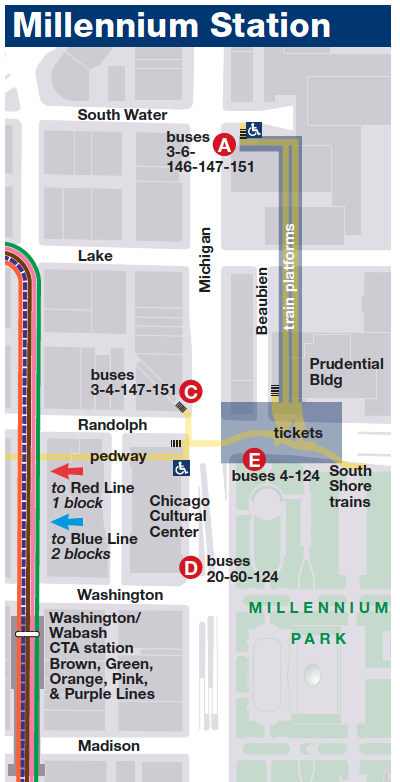 Millennium Station
South Water
buses
3-6-
146-147-151
A
Michigan
Lake
Beaubien
train platforms
Prudential
Bldg
buses
3-4-147-151
C
Randolph
tickets
pedway
E
buses 4-124
South
Shore
trains
to Red Line
1 block
to Blue Line
2 blocks
Chicago
Cultural
Center
D
buses
20-60-124
Washington
MILLENNIUM
PARK
Washington/
Wabash
CTA station
Brown, Green,
Orange, Pink,
& Purple Lines
Madison